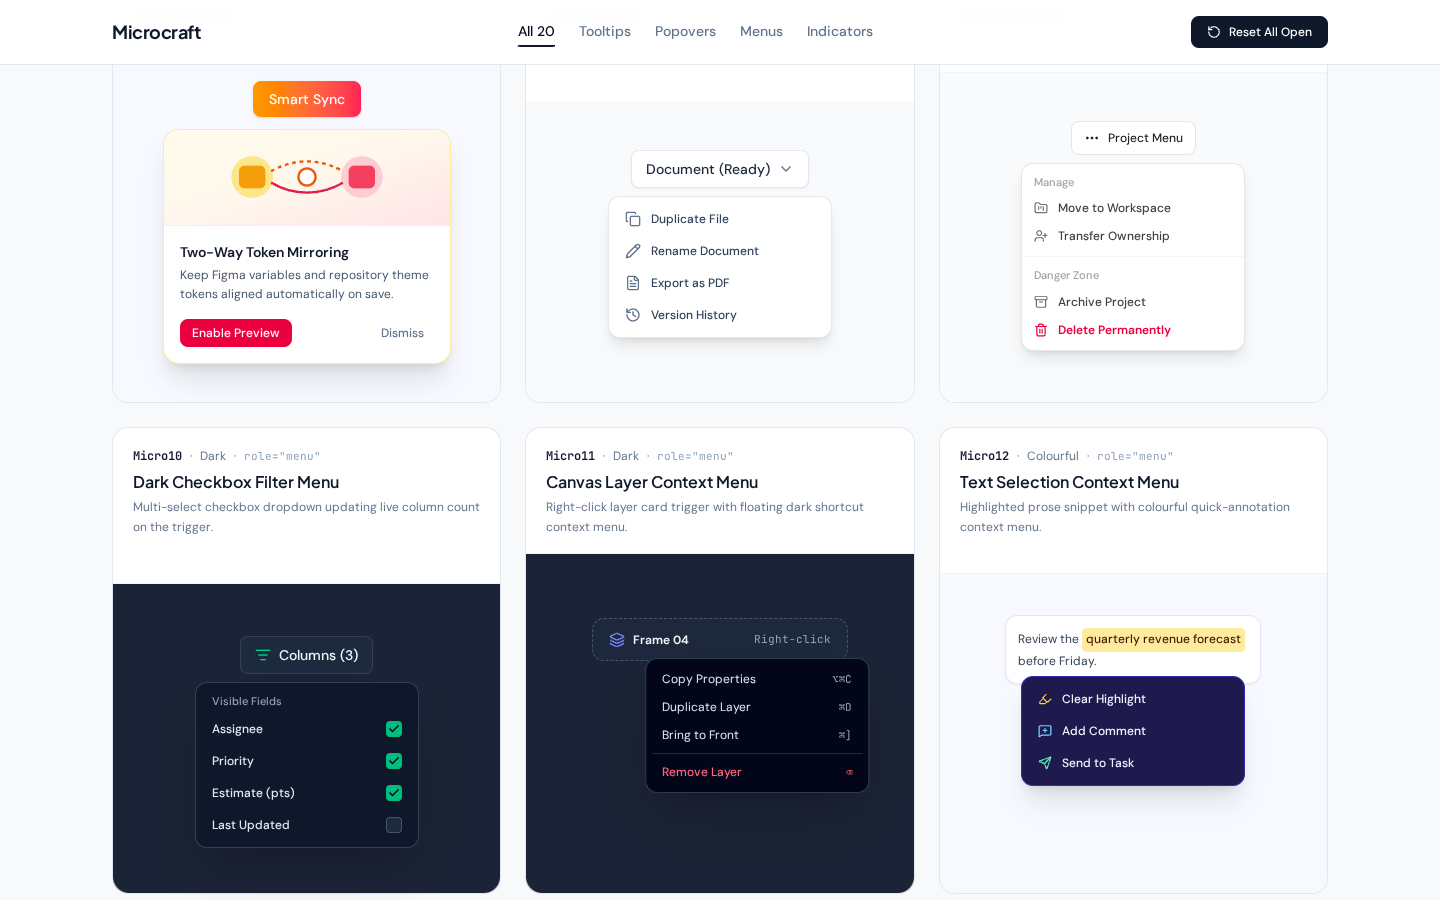 Microcraft
All 20
Tooltips
Popovers
Menus
Indicators
Reset All Open
Smart Sync
Two-Way Token Mirroring
Keep Figma variables and repository theme
tokens aligned automatically on save.
Enable Preview
Dismiss
Document (Ready)
Duplicate File
Rename Document
Export as PDF
Version History
Project Menu
Manage
Move to Workspace
Transfer Ownership
Danger Zone
Archive Project
Delete Permanently
Micro10 · Dark · role="menu"
Dark Checkbox Filter Menu
Multi-select checkbox dropdown updating live column count
on the trigger.
Columns (3)
Visible Fields
Assignee
Priority
Estimate (pts)
Last Updated
Micro11 · Dark · role="menu"
Canvas Layer Context Menu
Right-click layer card trigger with floating dark shortcut
context menu.
Frame 04
Right-click
Copy Properties ⌥⌘C
Duplicate Layer ⌘D
Bring to Front ⌘]
Remove Layer ⌫
Micro12 · Colourful · role="menu"
Text Selection Context Menu
Highlighted prose snippet with colourful quick-annotation
context menu.
Review the quarterly revenue forecast
before Friday.
Clear Highlight
Add Comment
Send to Task